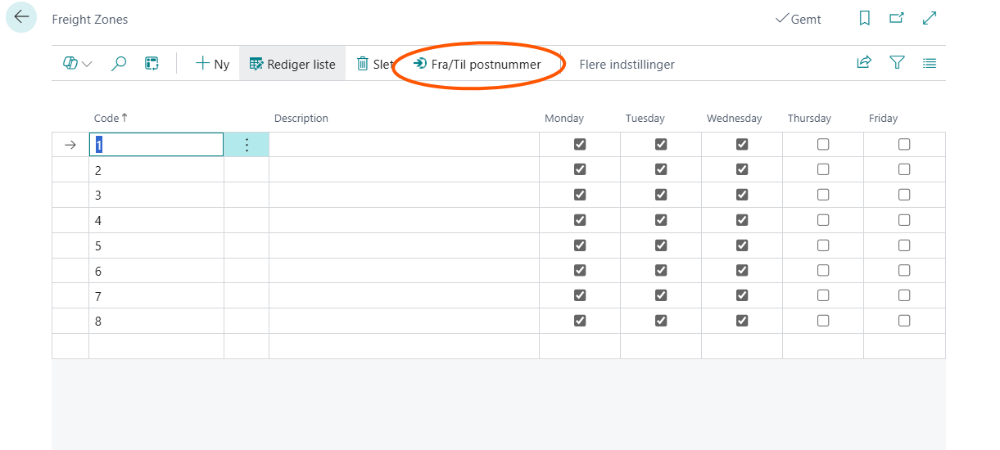 Freight Zones Gemt
Ny Rediger liste Slet Fra/Til postnummer Flere indstillinger
Code↑ Description Monday Tuesday Wednesday Thursday Friday
1
2
3
4
5
6
7
8